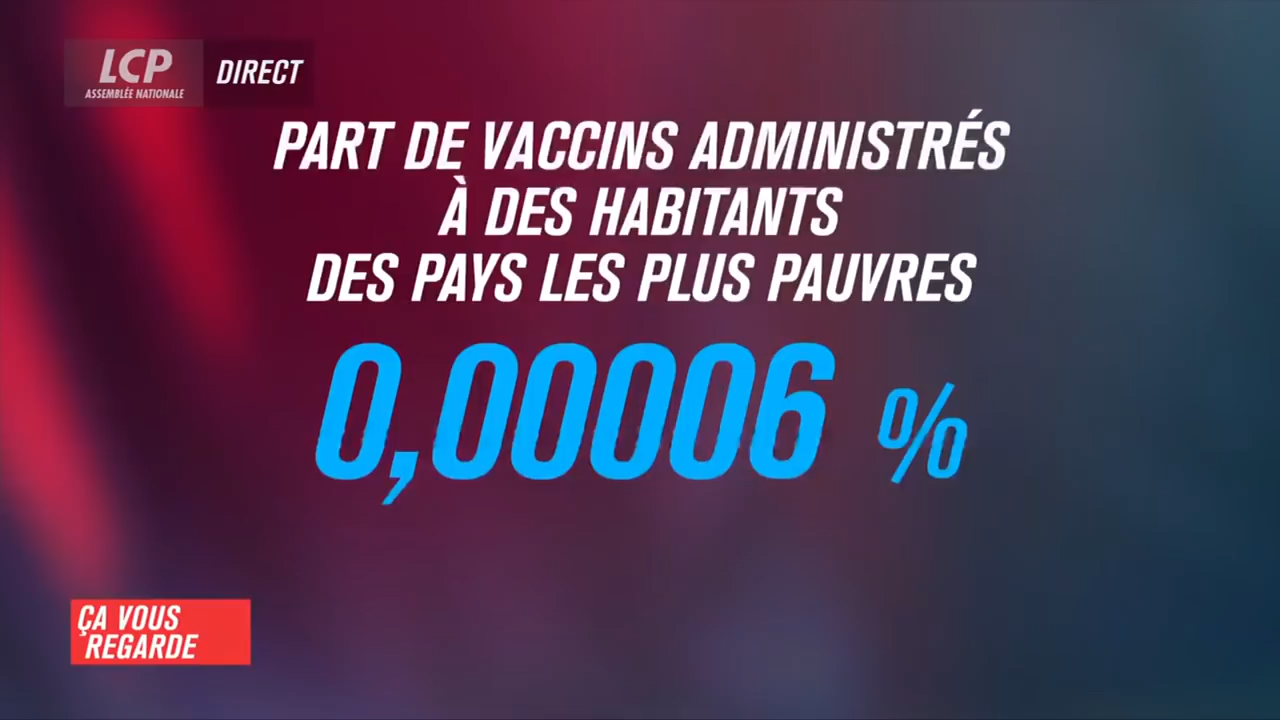 LCP
ASSEMBLÉE NATIONALE
DIRECT
PART DE VACCINS ADMINISTRÉS
À DES HABITANTS
DES PAYS LES PLUS PAUVRES
0,00006 %
ÇA VOUS
REGARDE